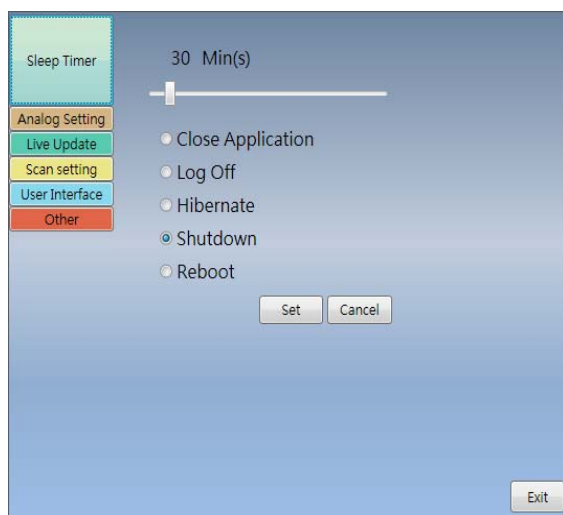 Sleep Timer
Analog Setting
Live Update
Scan setting
User Interface
Other
30 Min(s)
Close Application
Log Off
Hibernate
Shutdown
Reboot
Set Cancel
Exit